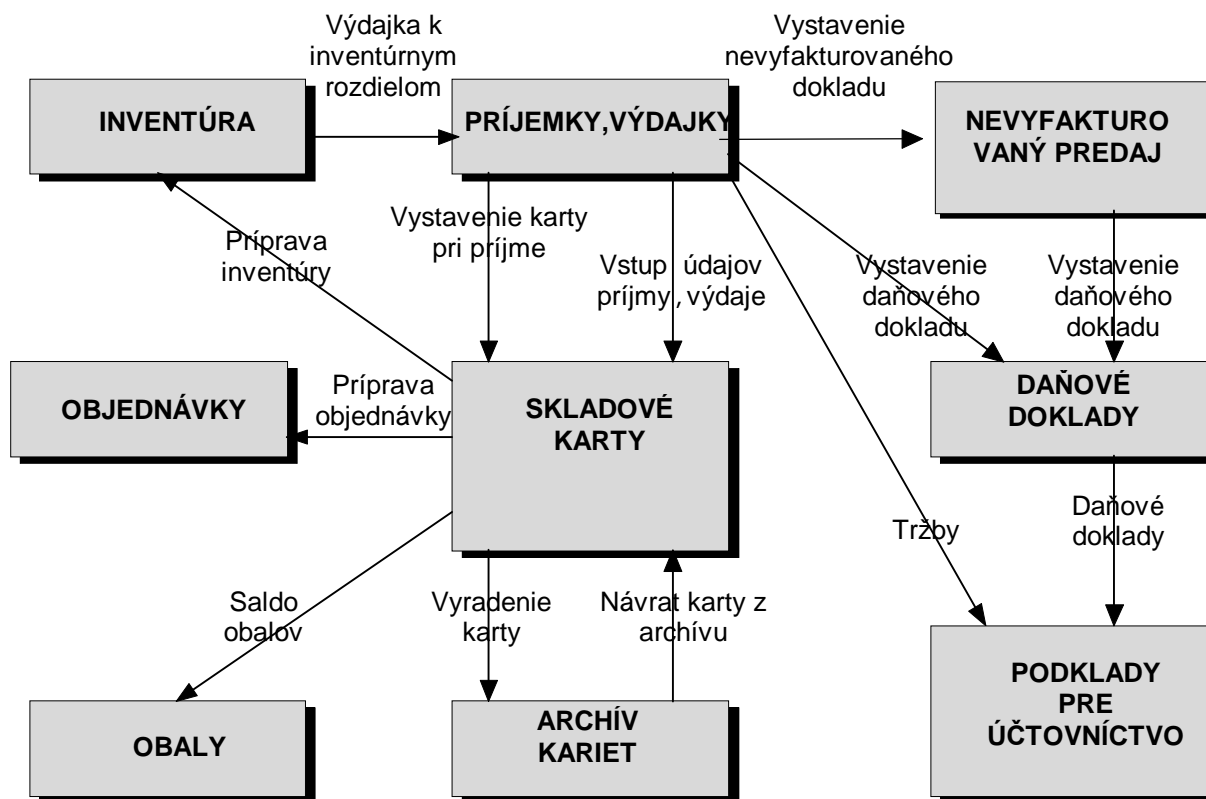 Výdajka k
inventúrnym
rozdielom
Vystavenie
nevyfakturovaného
dokladu
INVENTÚRA
PRÍJEMKY,VÝDAJKY
NEVYFAKTURO
VANÝ PREDAJ
Príprava
inventúry
Vystavenie karty
pri príjme
Vstup údajov
príjmy,výdaje
Vystavenie
daňového
dokladu
Vystavenie
daňového
dokladu
OBJEDNÁVKY
Príprava
objednávky
SKLADOVÉ
KARTY
DAŇOVÉ
DOKLADY
Tržby
Daňové
doklady
Saldo
obalov
Vyradenie
karty
Návrat karty z
archívu
OBALY
ARCHÍV
KARIET
PODKLADY
PRE
ÚČTOVNÍCTVO